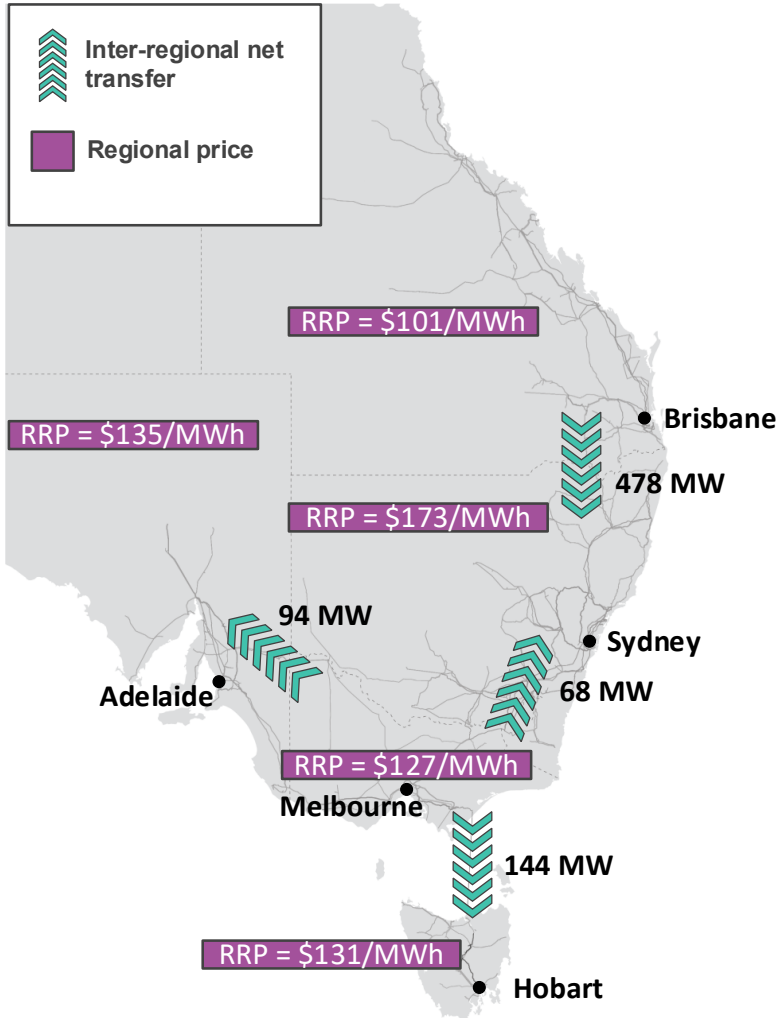 Inter-regional net
transfer
Regional price
RRP = $101/MWh
Brisbane
RRP = $135/MWh
478 MW
RRP = $173/MWh
94 MW
Sydney
Adelaide
68 MW
RRP = $127/MWh
Melbourne
144 MW
RRP = $131/MWh
Hobart